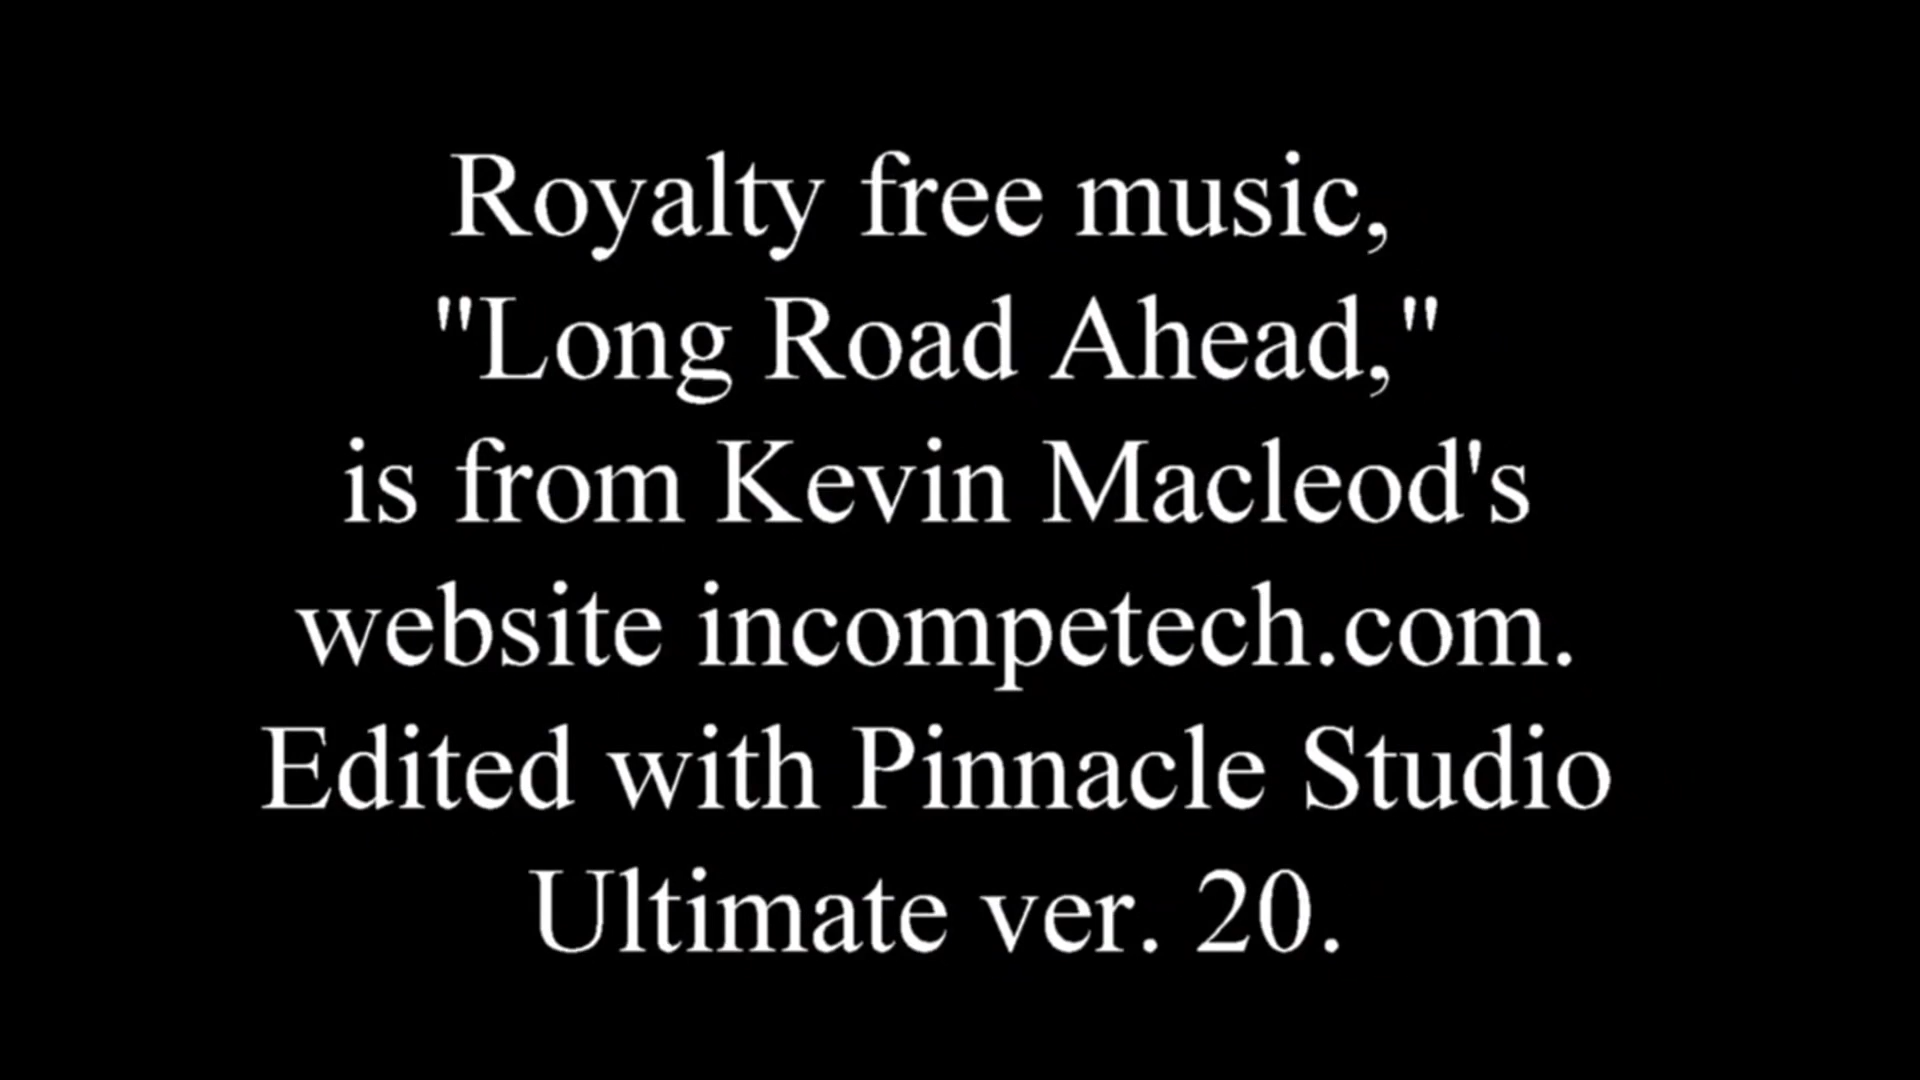 Royalty free music,
"Long Road Ahead,"
is from Kevin Macleod's
website incompetech.com.
Edited with Pinnacle Studio
Ultimate ver. 20.